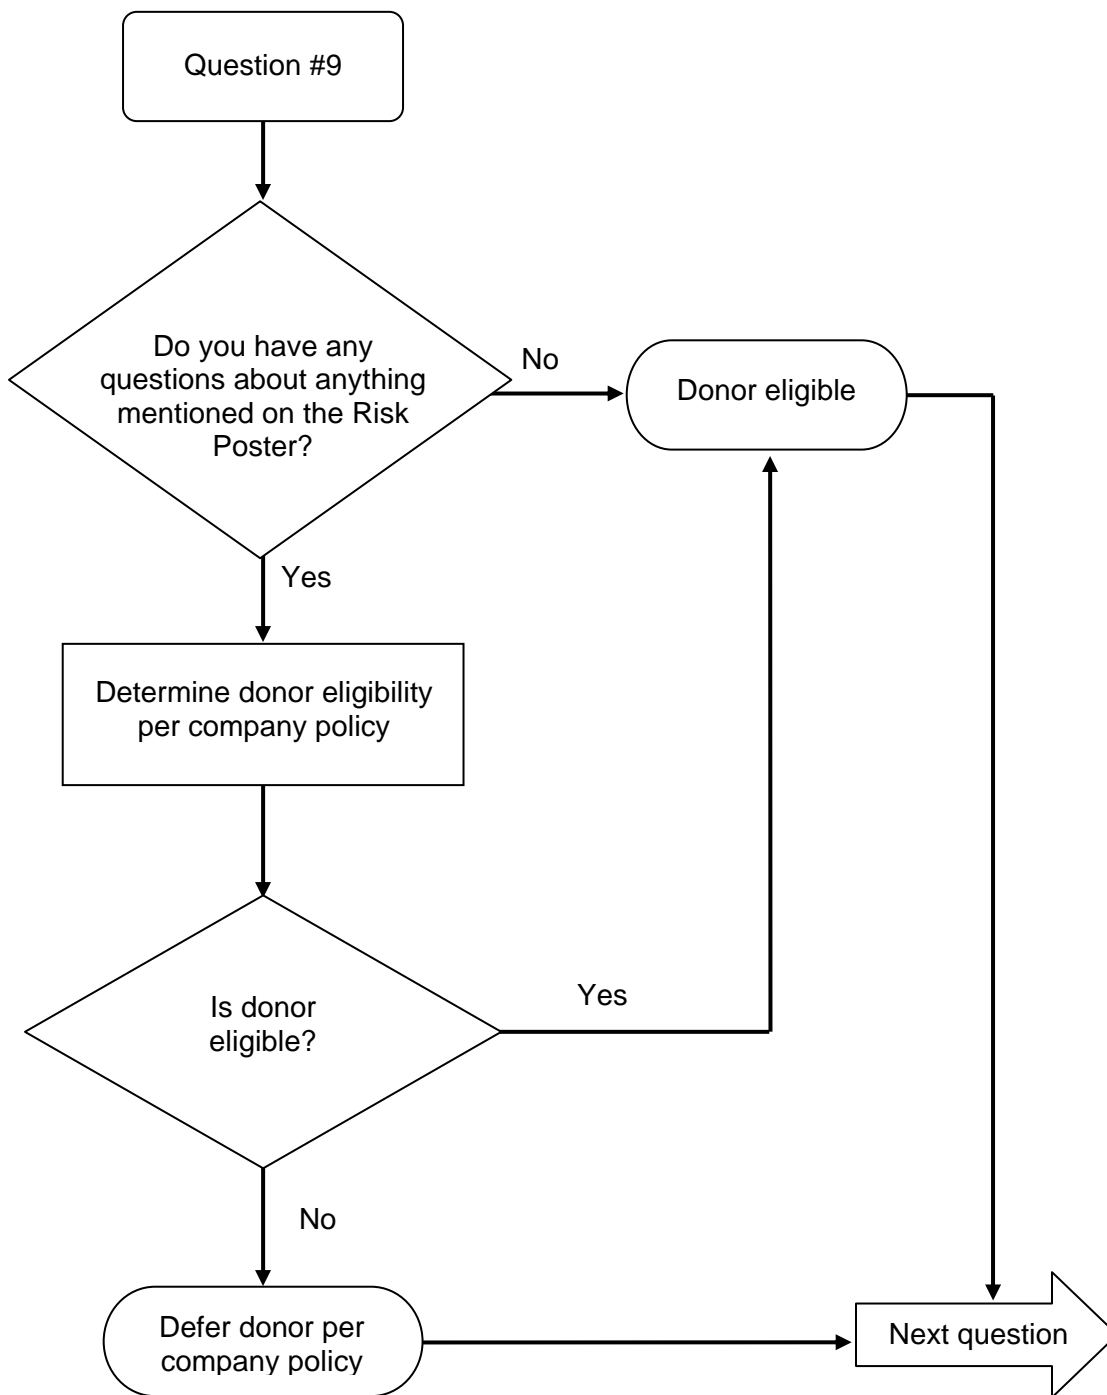 Question #9
Do you have any
questions about anything
mentioned on the Risk
Poster?
No
Donor eligible
Yes
Determine donor eligibility
per company policy
Is donor
eligible?
Yes
No
Defer donor per
company policy
Next question